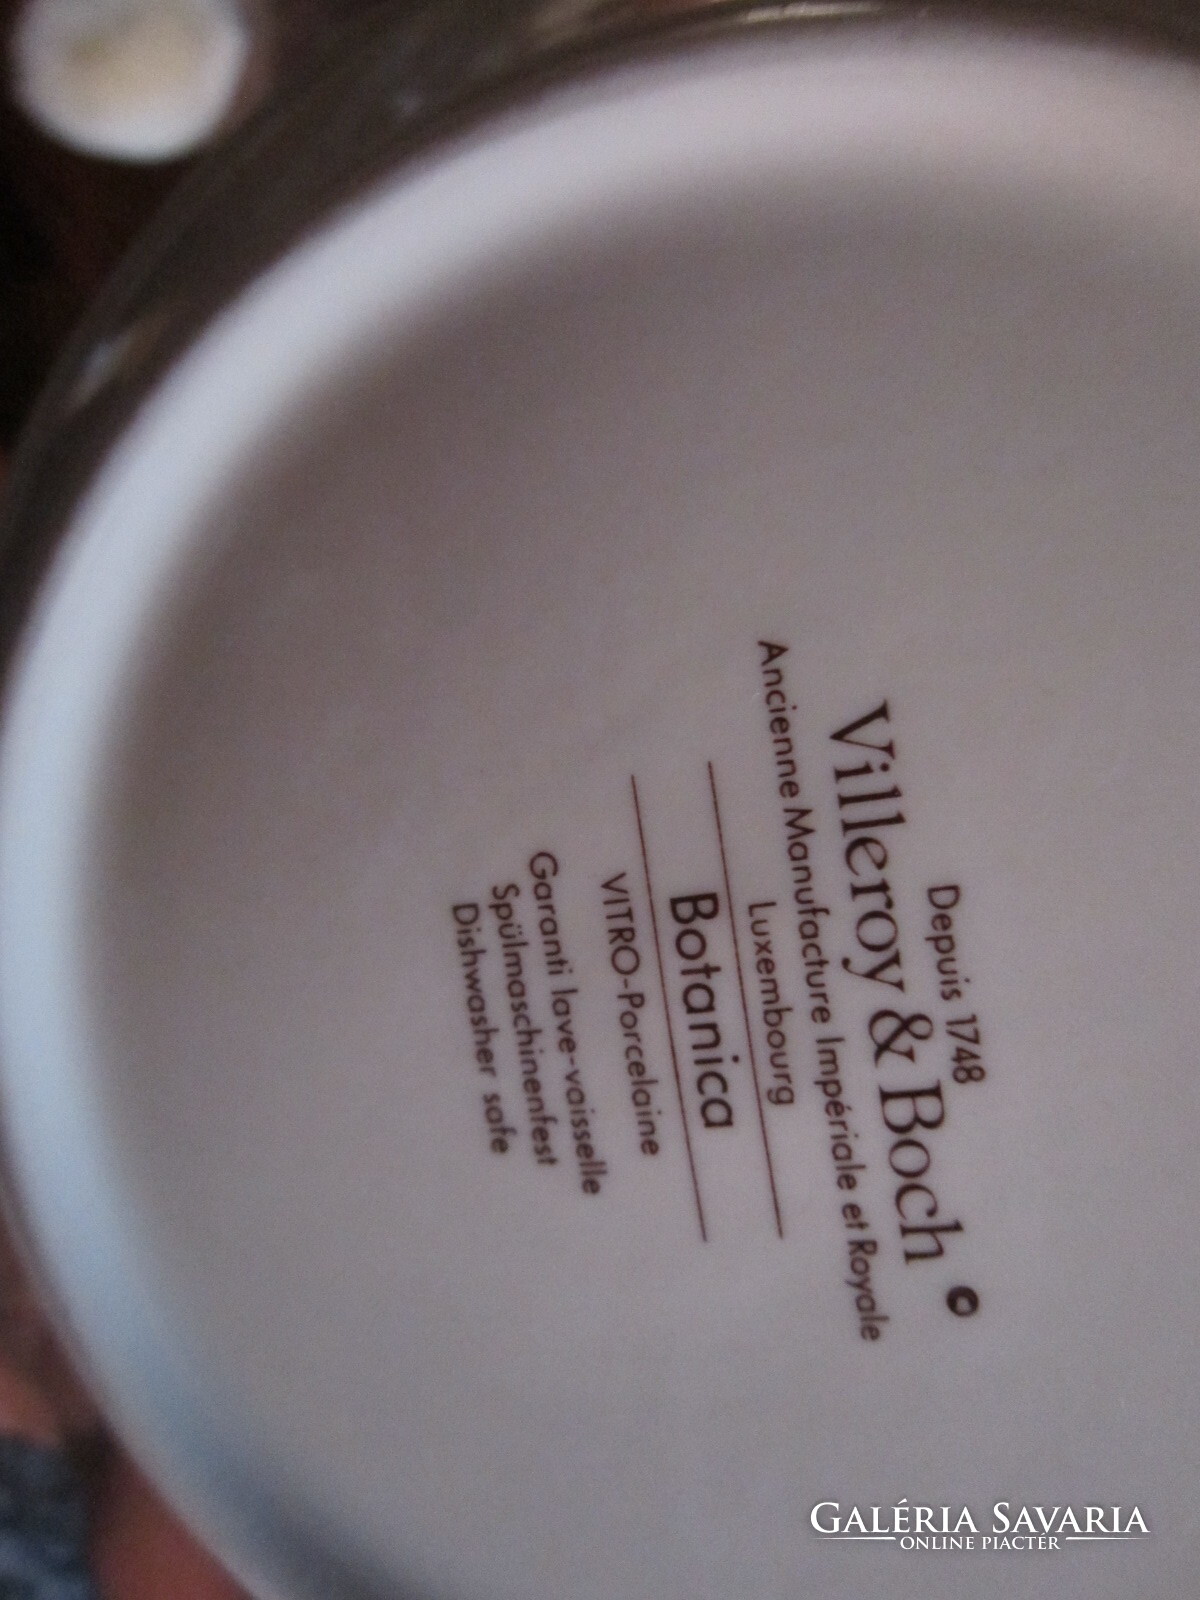 Depuis 1748
Villeroy & Boch ©
Ancienne Manufacture Impériale et Royale
Luxembourg
Botanica
VITRO-Porcelaine
Garanti lave-vaisselle
Spülmaschinenfest
Dishwasher safe
GALÉRIA SAVARIA
ONLINE PIACTÉR